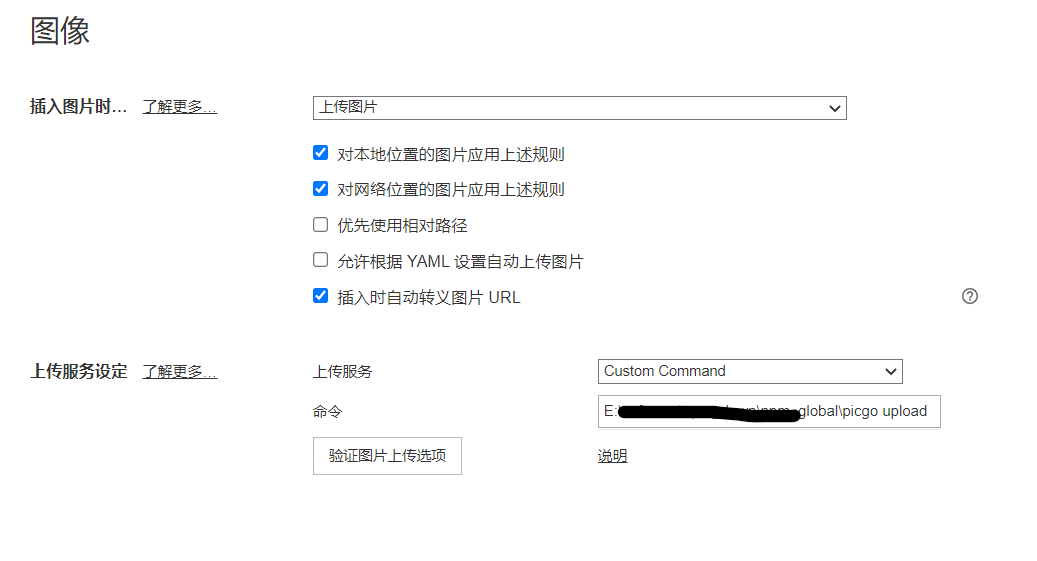 图像
插入图片时... 了解更多... 上传图片
对本地位置的图片应用上述规则
对网络位置的图片应用上述规则
优先使用相对路径
允许根据 YAML 设置自动上传图片
插入时自动转义图片 URL
上传服务设定 了解更多... 上传服务 Custom Command
命令 E:\ global\picgo upload
验证图片上传选项 说明